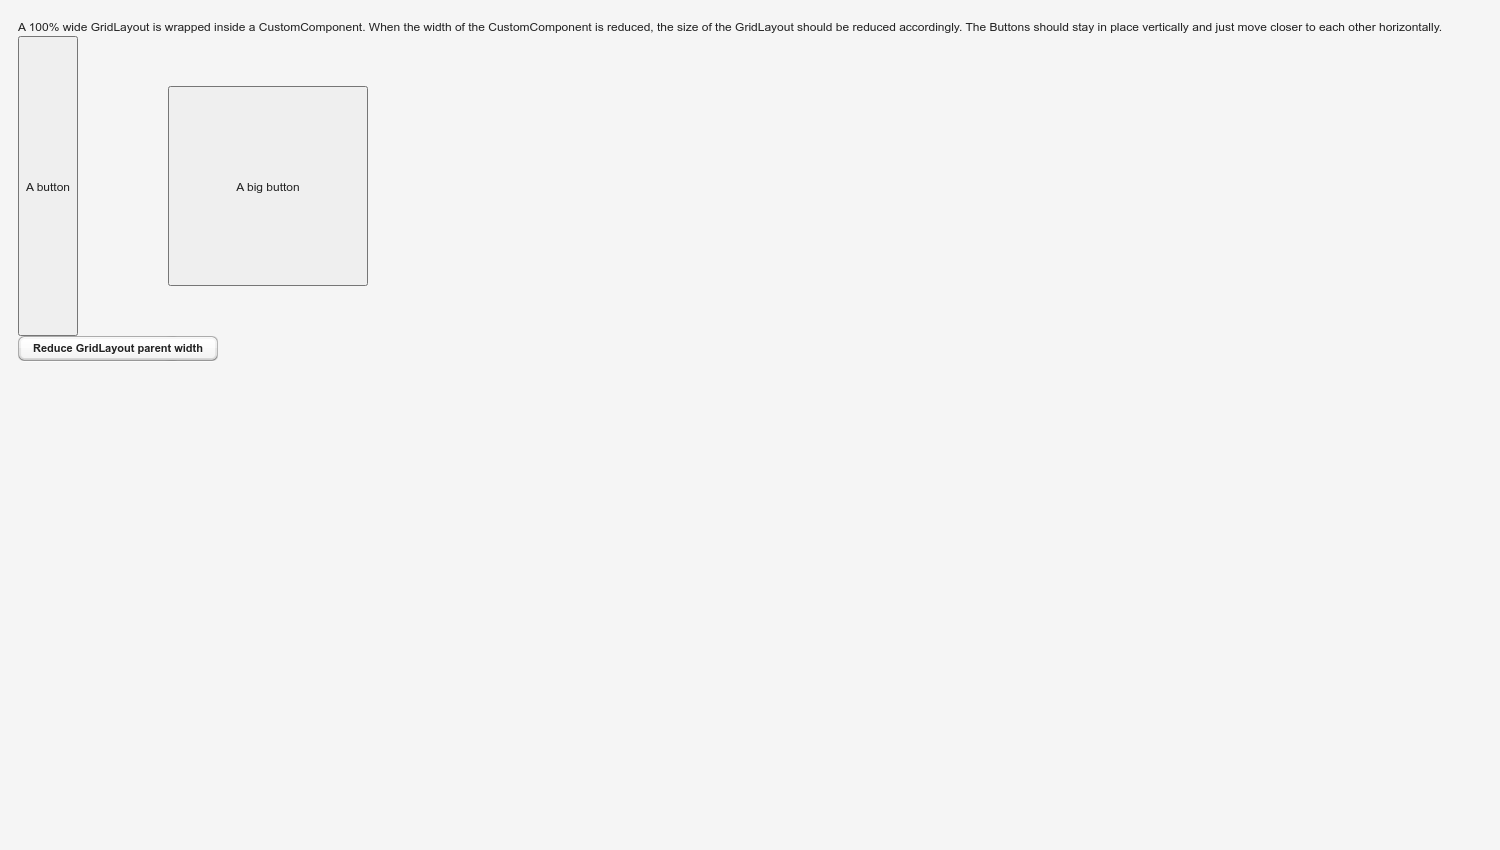 A 100% wide GridLayout is wrapped inside a CustomComponent. When the width of the CustomComponent is reduced, the size of the GridLayout should be reduced accordingly. The Buttons should stay in place vertically and just move closer to each other horizontally.
A button
A big button
Reduce GridLayout parent width